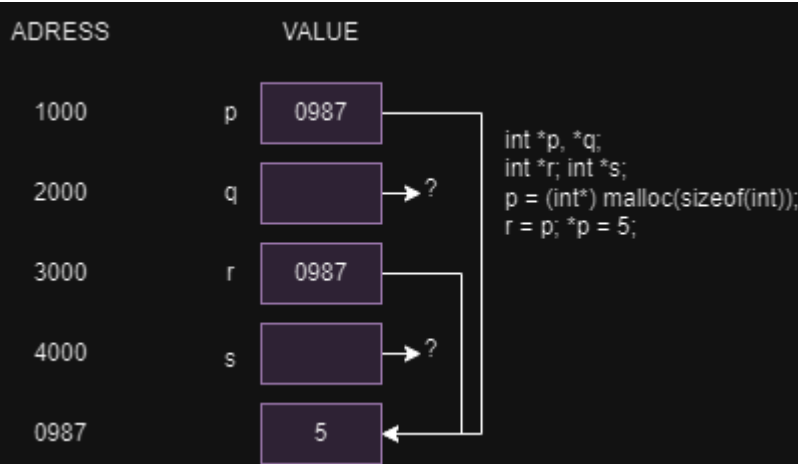 ADRESS VALUE
1000 p 0987
int *p, *q;
int *r; int *s;
2000 q ?
p = (int*) malloc(sizeof(int));
r = p; *p = 5;
3000 r 0987
4000 s ?
0987 5